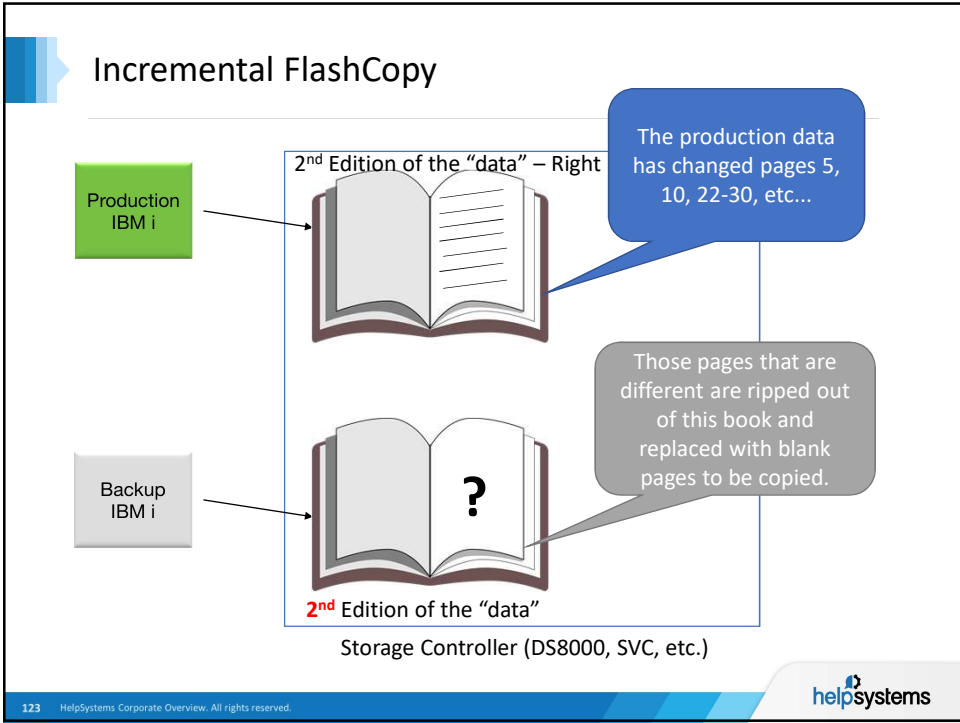 Incremental FlashCopy
Production
IBM i
2nd Edition of the “data” – Right
The production data
has changed pages 5,
10, 22-30, etc...
Those pages that are
different are ripped out
of this book and
replaced with blank
pages to be copied.
Backup
IBM i
?
2nd Edition of the “data”
Storage Controller (DS8000, SVC, etc.)
123 HelpSystems Corporate Overview. All rights reserved.
helpsystems